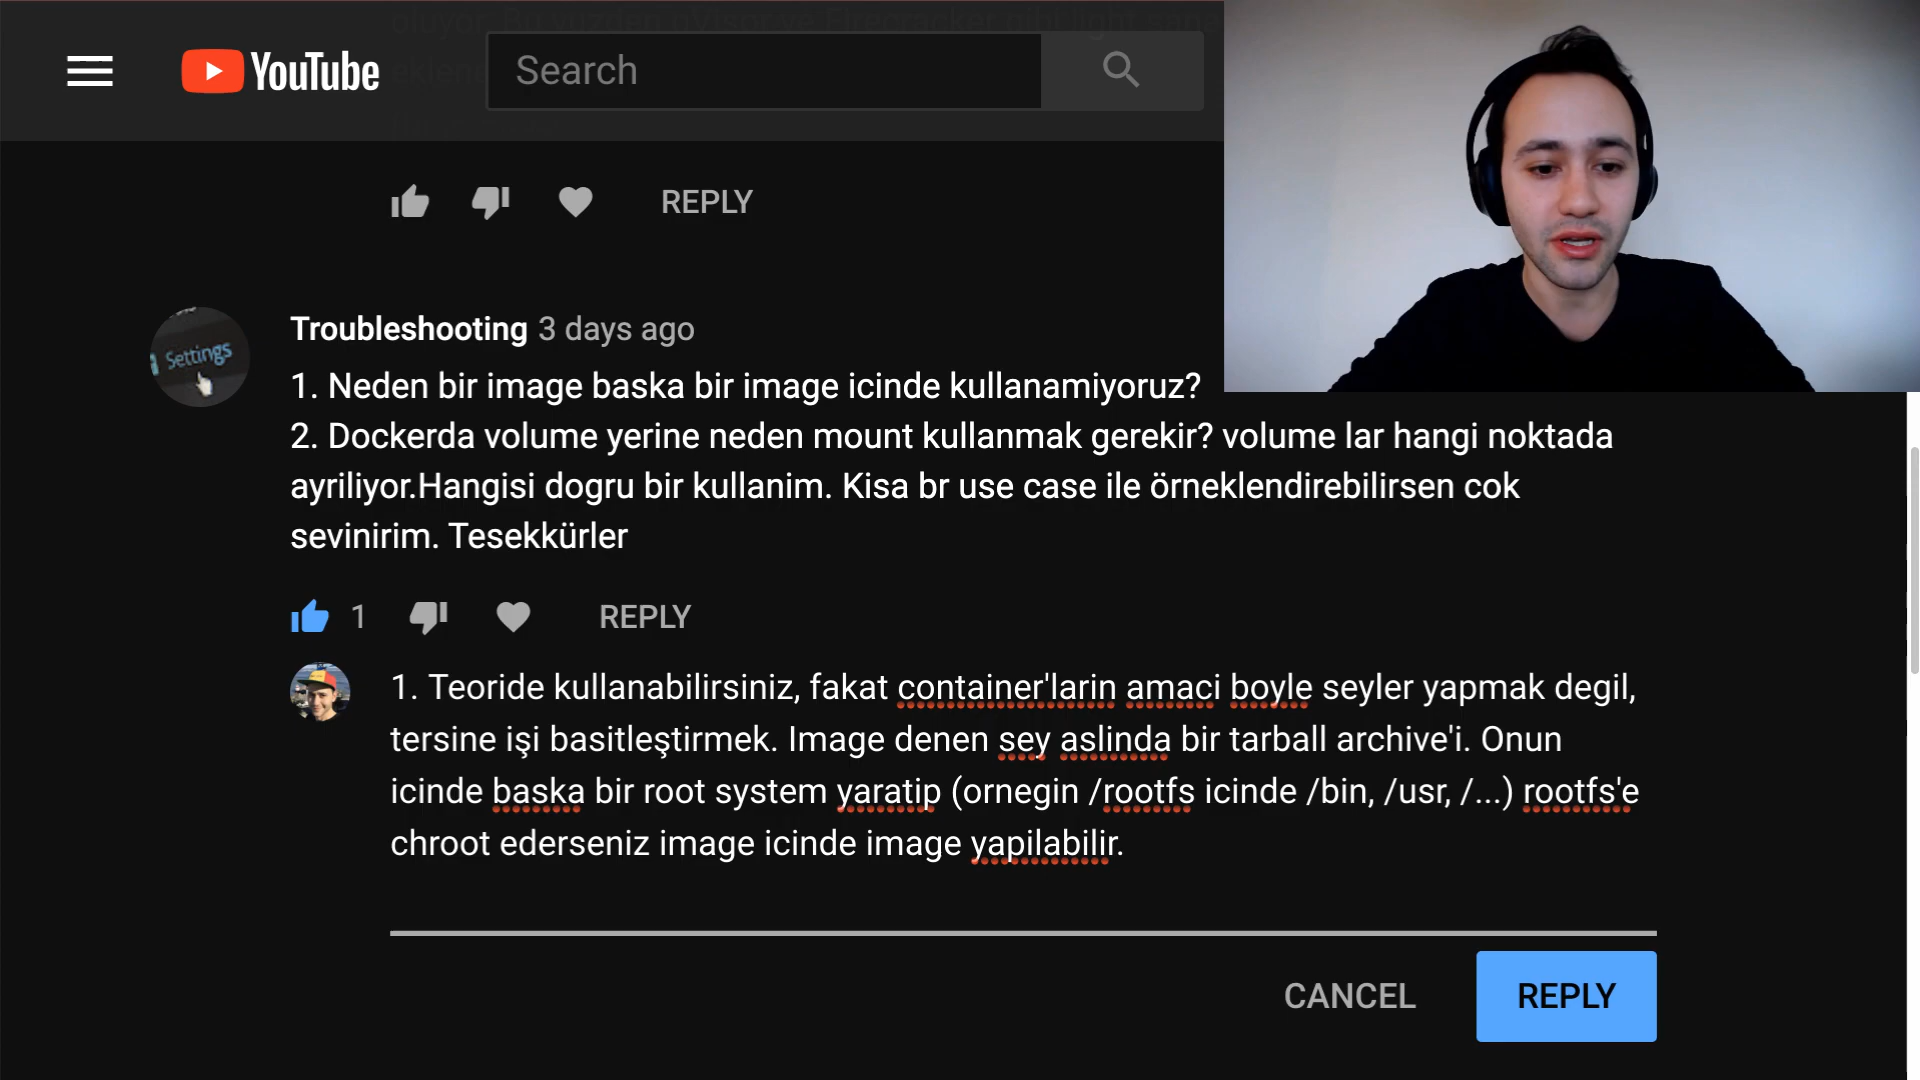 YouTube
Search
REPLY
Troubleshooting 3 days ago
1. Neden bir image baska bir image icinde kullanamiyoruz?
2. Dockerda volume yerine neden mount kullanmak gerekir? volume lar hangi noktada
ayriliyor.Hangisi dogru bir kullanim. Kisa br use case ile örneklendirebilirsen cok
sevinirim. Tesekkürler
Settings
1 REPLY
1. Teoride kullanabilirsiniz, fakat container'larin amaci boyle seyler yapmak degil,
tersine işi basitleştirmek. Image denen sey aslinda bir tarball archive'i. Onun
icinde baska bir root system yaratip (ornegin /rootfs icinde /bin, /usr, /...) rootfs'e
chroot ederseniz image icinde image yapilabilir.
CANCEL REPLY